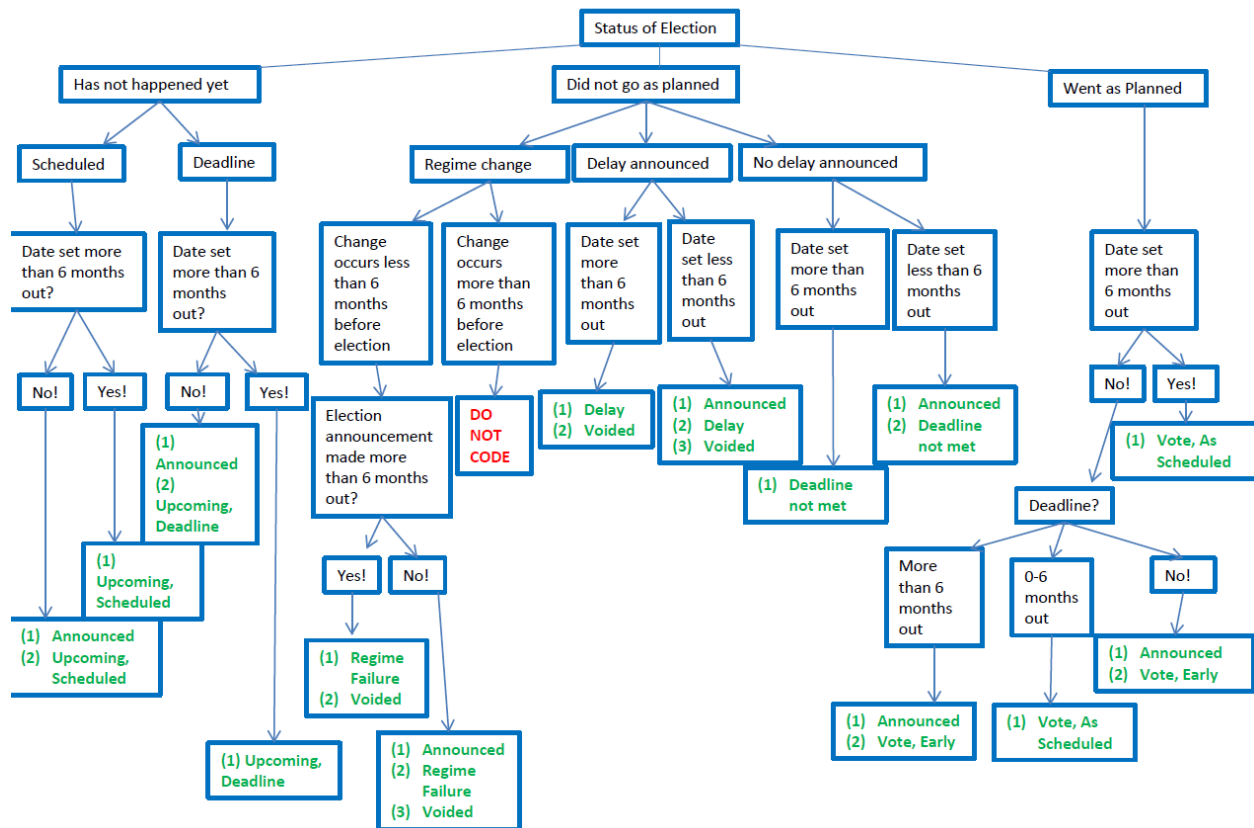 Status of Election
Has not happened yet
Did not go as planned
Went as Planned
Scheduled
Deadline
Regime change
Delay announced
No delay announced
Date set more
than 6 months
out?
Date set
more than 6
months
out?
Change
occurs less
than 6
months
before
election
Change
occurs
more than
6 months
before
election
Date set
more
than 6
months
out
Date
set less
than 6
months
out
Date set
more than
6 months
out
Date set
less than 6
months out
Date set
more than
6 months
out
No!
Yes!
No!
Yes!
Election
announcement
made more
than 6 months
out?
DO
NOT
CODE
(1) Delay
(2) Voided
(1) Announced
(2) Delay
(3) Voided
(1) Announced
(2) Deadline
not met
No!
Yes!
(1)
Announced
(2)
Upcoming,
Deadline
(1) Deadline
not met
(1) Vote, As
Scheduled
Deadline?
(1)
Upcoming,
Scheduled
Yes!
No!
More
than 6
months
out
0-6
months
out
No!
(1) Announced
(2) Upcoming,
Scheduled
(1) Regime
Failure
(2) Voided
(1) Announced
(2) Vote, Early
(1) Upcoming,
Deadline
(1) Announced
(2) Regime
Failure
(3) Voided
(1) Announced
(2) Vote, Early
(1) Vote, As
Scheduled